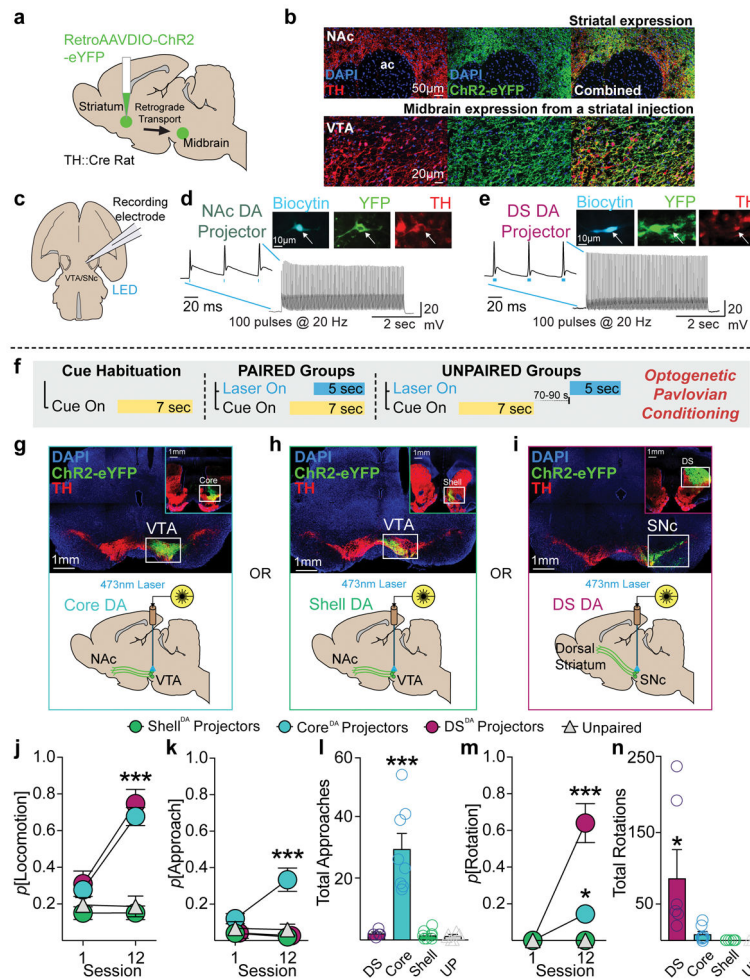 a
RetroAAVDIO-ChR2
-eYFP
Striatum
Retrograde
Transport
Midbrain
TH::Cre Rat
b
Striatal expression
NAc
ac
DAPI
TH
50µm
DAPI
ChR2-eYFP
Combined
Midbrain expression from a striatal injection
VTA
20µm
c
Recording
electrode
VTA/SNc
LED
d
NAc DA
Projector
Biocytin
YFP
TH
10µm
20 ms
100 pulses @ 20 Hz
2 sec
20
mV
e
DS DA
Projector
Biocytin
YFP
TH
10µm
20 ms
100 pulses @ 20 Hz
2 sec
20
mV
f
Cue Habituation
Cue On
7 sec
PAIRED Groups
Laser On
5 sec
Cue On
7 sec
UNPAIRED Groups
Laser On
5 sec
70-90 s
Cue On
7 sec
Optogenetic
Pavlovian
Conditioning
g
DAPI
ChR2-eYFP
TH
1mm
Core
VTA
1mm
473nm Laser
Core DA
NAc
VTA
OR
h
DAPI
ChR2-eYFP
TH
1mm
Shell
VTA
1mm
473nm Laser
Shell DA
NAc
VTA
OR
i
DAPI
ChR2-eYFP
TH
1mm
DS
SNc
1mm
473nm Laser
DS DA
Dorsal
Striatum
SNc
Shell^DA Projectors
Core^DA Projectors
DS^DA Projectors
Unpaired
j
p[Locomotion]
1.0
0.8
0.6
0.4
0.2
0
***
1
12
Session
k
p[Approach]
1.0
0.8
0.6
0.4
0.2
0
***
1
12
Session
l
Total Approaches
60
40
20
***
DS
Core
Shell
UP
m
p[Rotation]
1.0
0.8
0.6
0.4
0.2
0
***
*
1
12
Session
n
Total Rotations
250
150
50
*
DS
Core
Shell